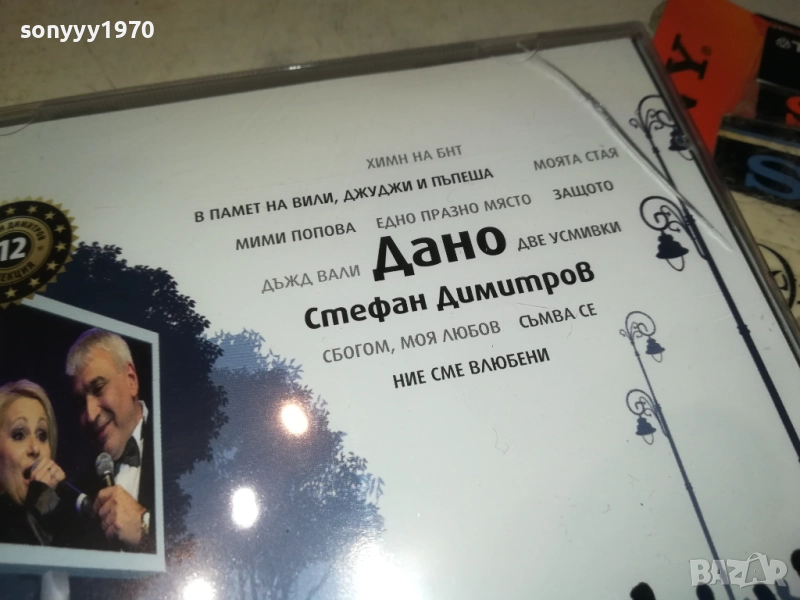 sonyyy1970
ХИМН НА БНТ
В ПАМЕТ НА ВИЛИ, ДЖУДЖИ И ПЪПЕША
МОЯТА СТАЯ
МИМИ ПОПОВА
ЕДНО ПРАЗНО МЯСТО
ЗАЩОТО
ДЪЖД ВАЛИ
Дано
ДВЕ УСМИВКИ
Стефан Димитров
СБОГОМ, МОЯ ЛЮБОВ
СЪМВА СЕ
НИЕ СМЕ ВЛЮБЕНИ
12
BAZAR